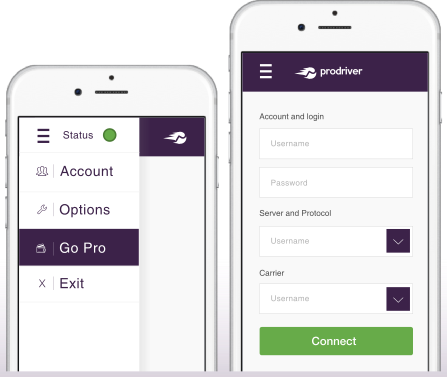 Status
Account
Options
Go Pro
X Exit
prodriver
Account and login
Username
Password
Server and Protocol
Username
Carrier
Username
Connect